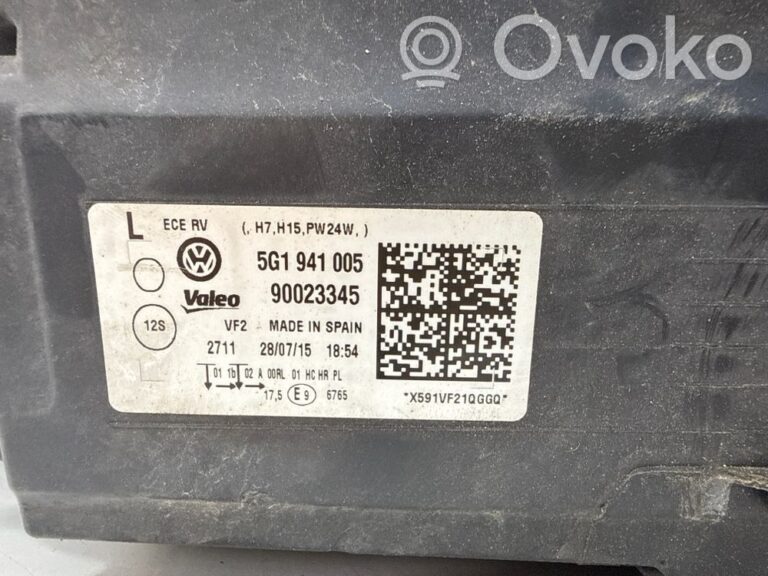 Ovoko
L ECE RV (, H7,H15,PW24W, )
5G1 941 005
Valeo 90023345
12S VF2 MADE IN SPAIN
2711 28/07/15 18:54
01 1b 02 A 00RL 01 HC HR PL
17,5 E9 6765
*X591VF21QGGQ*